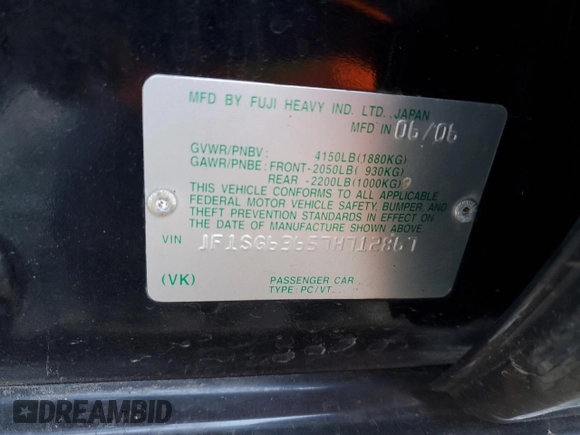 MFD BY FUJI HEAVY IND. LTD., JAPAN
MFD IN 06/06
GVWR/PNBV: 4150LB(1880KG)
GAWR/PNBE: FRONT-2050LB( 930KG)
REAR -2200LB(1000KG)
THIS VEHICLE CONFORMS TO ALL APPLICABLE
FEDERAL MOTOR VEHICLE SAFETY, BUMPER, AND
THEFT PREVENTION STANDARDS IN EFFECT ON
THE DATE OF MANUFACTURE SHOWN ABOVE.
VIN
(VK) PASSENGER CAR
TYPE: PC/VT
DREAMBID